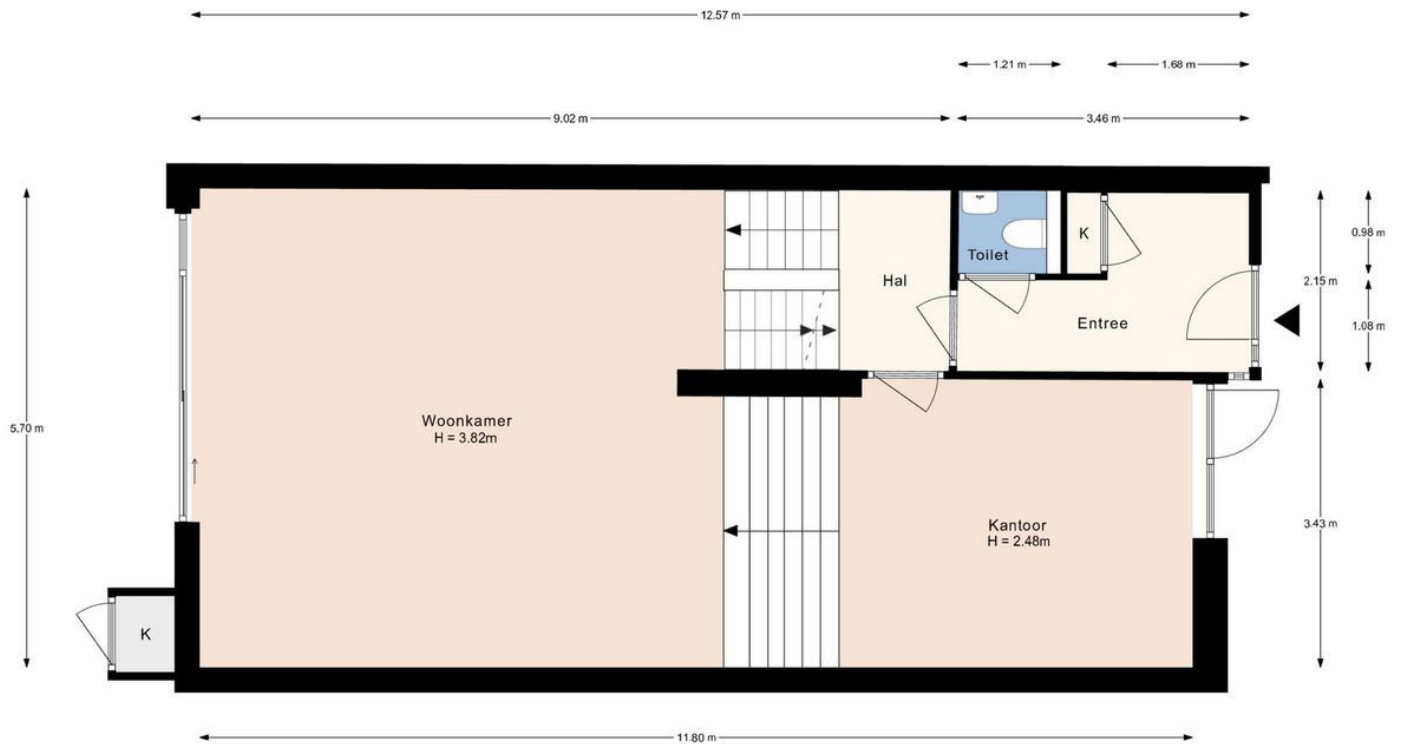 12.57 m
1.21 m
1.68 m
9.02 m
3.46 m
K
Toilet
Hal
Entree
0.98 m
2.15 m
1.08 m
5.70 m
Woonkamer
H = 3.82m
Kantoor
H = 2.48m
3.43 m
K
11.80 m